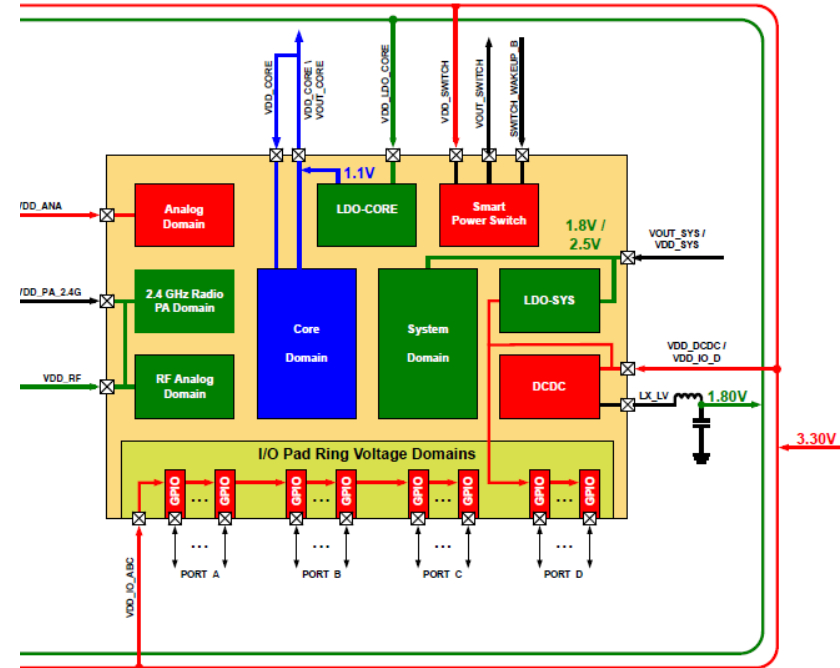 VDD_CORE
VDD_CORE \
VOUT_CORE
VDD_LDO_CORE
VDD_SWITCH
VOUT_SWITCH
SWITCH_WAKEUP_B
1.1V
VDD_ANA
Analog
Domain
LDO-CORE
Smart
Power Switch
1.8V /
2.5V
VOUT_SYS /
VDD_SYS
VDD_PA_2.4G
2.4 GHz Radio
PA Domain
Core
Domain
System
Domain
LDO-SYS
VDD_DCDC /
VDD_IO_D
VDD_RF
RF Analog
Domain
DCDC
LX_LV
1.80V
3.30V
I/O Pad Ring Voltage Domains
GPIO
...
GPIO
GPIO
...
GPIO
GPIO
...
GPIO
GPIO
...
GPIO
...
...
...
...
PORT A
PORT B
PORT C
PORT D
VDD_IO_ABC